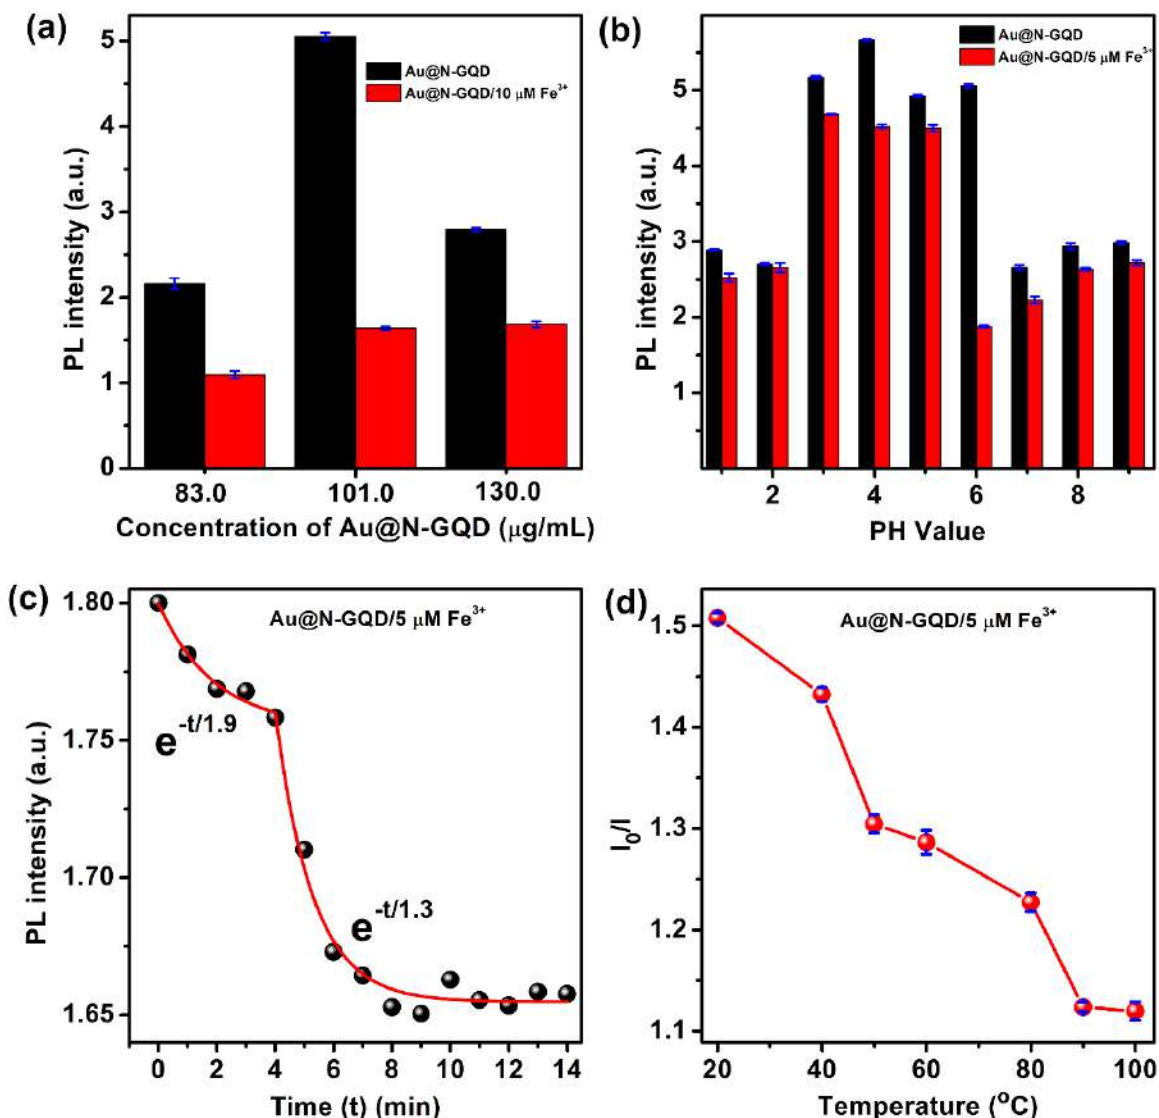 (a)
Au@N-GQD
Au@N-GQD/10 μM Fe³⁺
PL intensity (a.u.)
5
4
3
2
1
0
83.0 101.0 130.0
Concentration of Au@N-GQD (μg/mL)
(b)
Au@N-GQD
Au@N-GQD/5 μM Fe³⁺
PL intensity (a.u.)
5
4
3
2
1
2 4 6 8
PH Value
(c)
Au@N-GQD/5 μM Fe³⁺
PL intensity (a.u.)
1.80
1.75
1.70
1.65
e⁻ᵗ/¹·⁹
e⁻ᵗ/¹·³
0 2 4 6 8 10 12 14
Time (t) (min)
(d)
Au@N-GQD/5 μM Fe³⁺
I₀/I
1.5
1.4
1.3
1.2
1.1
20 40 60 80 100
Temperature (°C)